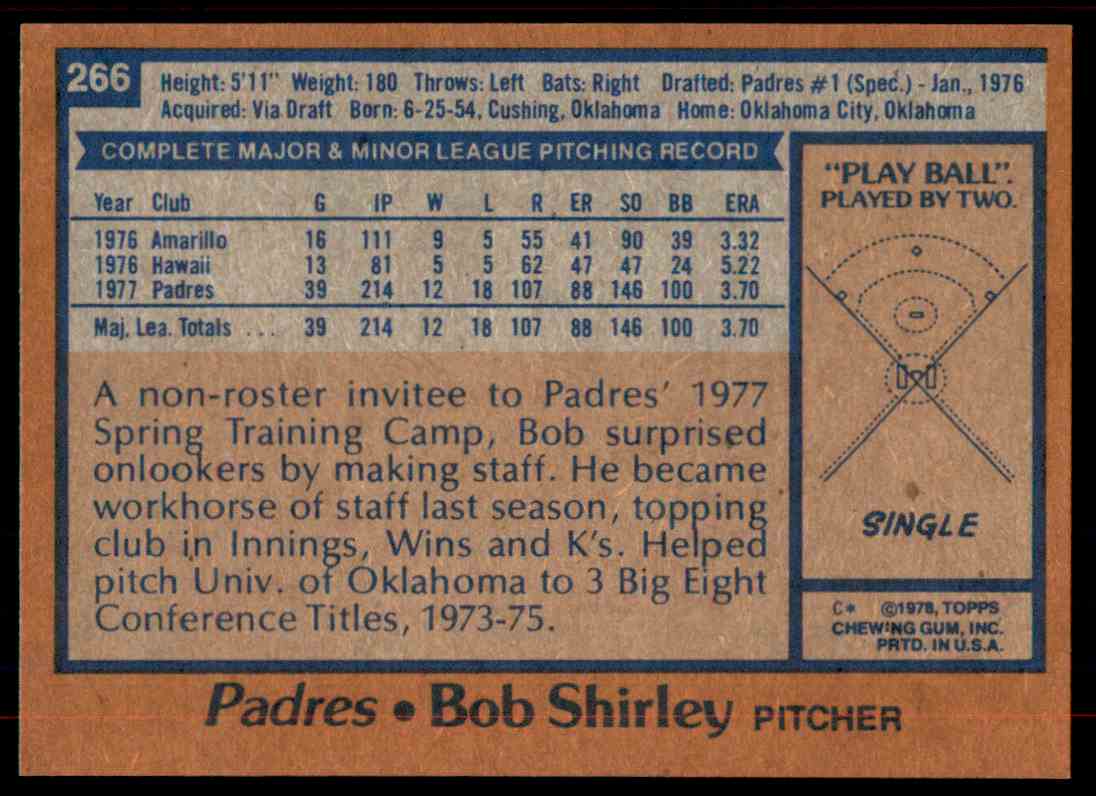 266
Height: 5'11" Weight: 180 Throws: Left Bats: Right Drafted: Padres #1 (Spec.) - Jan., 1976
Acquired: Via Draft Born: 6-25-54, Cushing, Oklahoma Home: Oklahoma City, Oklahoma
COMPLETE MAJOR & MINOR LEAGUE PITCHING RECORD
Year Club G IP W L R ER SO BB ERA
1976 Amarillo 16 111 9 5 55 41 90 39 3.32
1976 Hawaii 13 81 5 5 62 47 47 24 5.22
1977 Padres 39 214 12 18 107 88 146 100 3.70
Maj. Lea. Totals ... 39 214 12 18 107 88 146 100 3.70
A non-roster invitee to Padres' 1977
Spring Training Camp, Bob surprised
onlookers by making staff. He became
workhorse of staff last season, topping
club in Innings, Wins and K's. Helped
pitch Univ. of Oklahoma to 3 Big Eight
Conference Titles, 1973-75.
"PLAY BALL".
PLAYED BY TWO.
SINGLE
C* ©1978, TOPPS
CHEWING GUM, INC.
PRTD. IN U.S.A.
Padres • Bob Shirley PITCHER